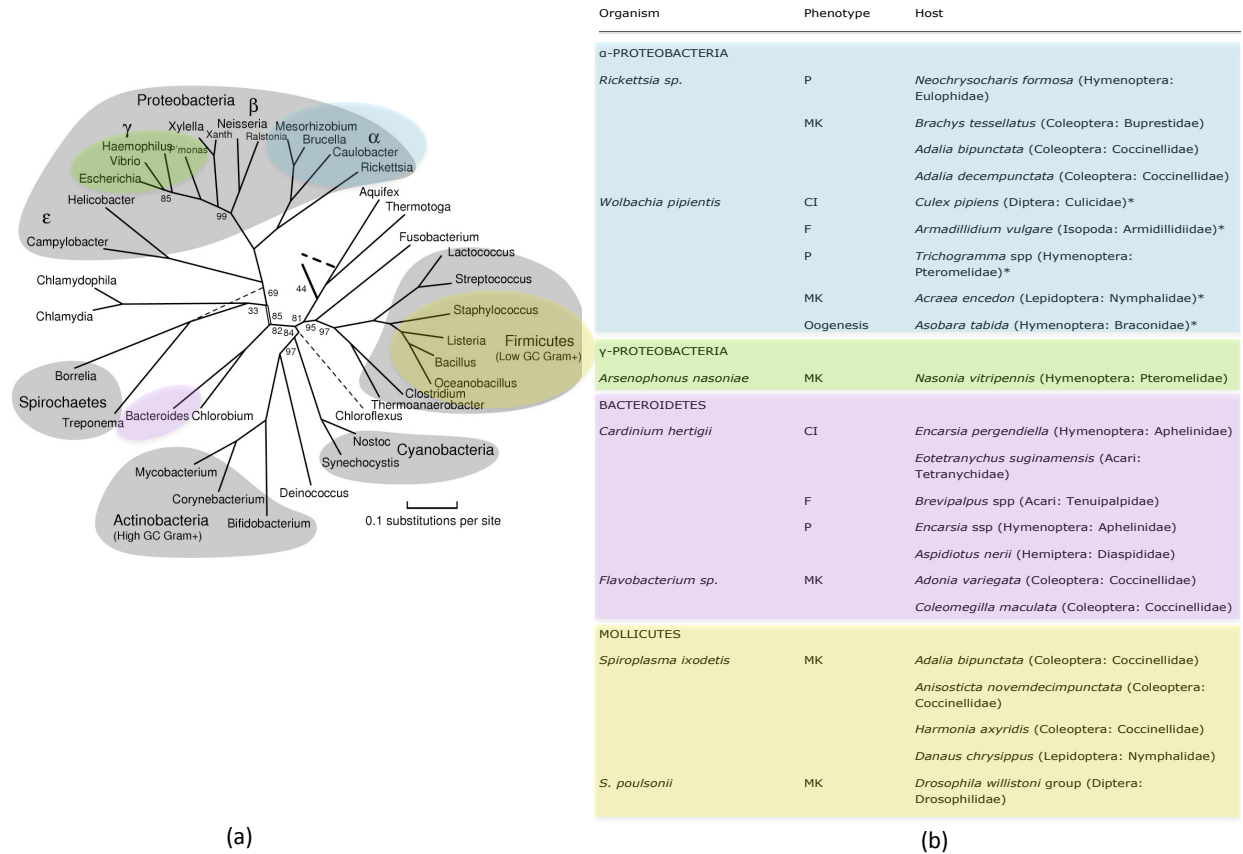 Proteobacteria
β
γ
Xylella
Neisseria
Xanth
Ralstonia
Mesorhizobium
α
Brucella
Haemophilus
P'monas
Caulobacter
Vibrio
Rickettsia
Escherichia
85
Helicobacter
99
Aquifex
Thermotoga
ε
Campylobacter
Fusobacterium
Lactococcus
Streptococcus
Chlamydophila
69
44
Chlamydia
33
85
81
82
84
95
97
97
Staphylococcus
Listeria
Firmicutes
(Low GC Gram+)
Bacillus
Oceanobacillus
Clostridium
Thermoanaerobacter
Borrelia
Spirochaetes
Treponema
Bacteroides
Chlorobium
Chloroflexus
Nostoc
Cyanobacteria
Synechocystis
Mycobacterium
Corynebacterium
Deinococcus
Actinobacteria
(High GC Gram+)
Bifidobacterium
0.1 substitutions per site
(a)
Organism Phenotype Host
α-PROTEOBACTERIA
Rickettsia sp. P Neochrysocharis formosa (Hymenoptera:
Eulophidae)
MK Brachys tessellatus (Coleoptera: Buprestidae)
Adalia bipunctata (Coleoptera: Coccinellidae)
Adalia decempunctata (Coleoptera: Coccinellidae)
Wolbachia pipientis CI Culex pipiens (Diptera: Culicidae)*
F Armadillidium vulgare (Isopoda: Armidillidiidae)*
P Trichogramma spp (Hymenoptera:
Pteromelidae)*
MK Acraea encedon (Lepidoptera: Nymphalidae)*
Oogenesis Asobara tabida (Hymenoptera: Braconidae)*
γ-PROTEOBACTERIA
Arsenophonus nasoniae MK Nasonia vitripennis (Hymenoptera: Pteromelidae)
BACTEROIDETES
Cardinium hertigii CI Encarsia pergendiella (Hymenoptera: Aphelinidae)
Eotetranychus suginamensis (Acari:
Tetranychidae)
F Brevipalpus spp (Acari: Tenuipalpidae)
P Encarsia ssp (Hymenoptera: Aphelinidae)
Aspidiotus nerii (Hemiptera: Diaspididae)
Flavobacterium sp. MK Adonia variegata (Coleoptera: Coccinellidae)
Coleomegilla maculata (Coleoptera: Coccinellidae)
MOLLICUTES
Spiroplasma ixodetis MK Adalia bipunctata (Coleoptera: Coccinellidae)
Anisosticta novemdecimpunctata (Coleoptera:
Coccinellidae)
Harmonia axyridis (Coleoptera: Coccinellidae)
Danaus chrysippus (Lepidoptera: Nymphalidae)
S. poulsonii MK Drosophila willistoni group (Diptera:
Drosophilidae)
(b)